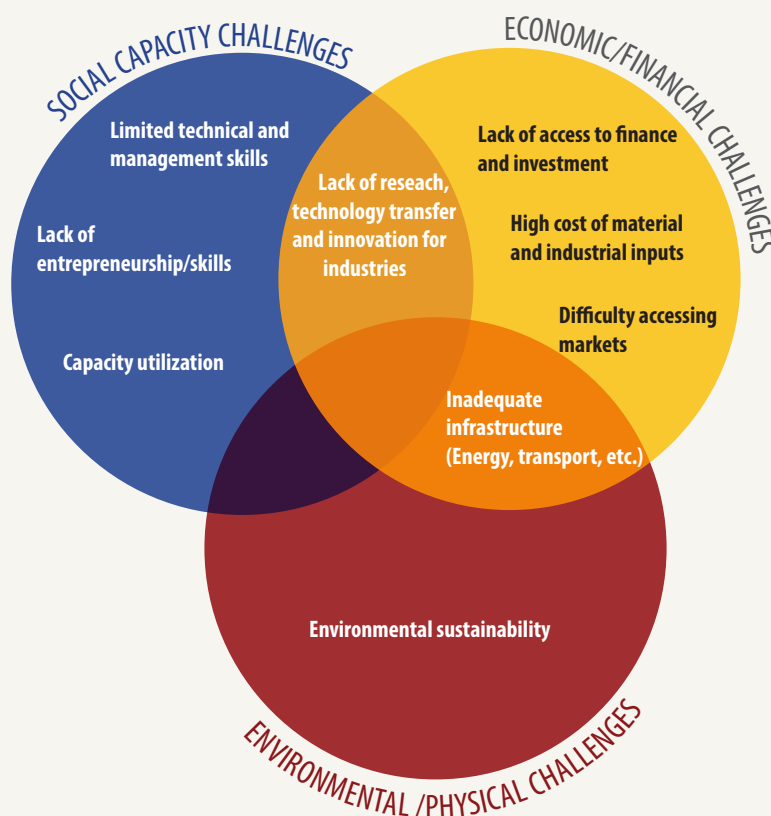 SOCIAL CAPACITY CHALLENGES
ECONOMIC/FINANCIAL CHALLENGES
Limited technical and
management skills
Lack of
entrepreneurship/skills
Capacity utilization
Lack of reseach,
technology transfer
and innovation for
industries
Lack of access to finance
and investment
High cost of material
and industrial inputs
Difficulty accessing
markets
Inadequate
infrastructure
(Energy, transport, etc.)
Environmental sustainability
ENVIRONMENTAL /PHYSICAL CHALLENGES